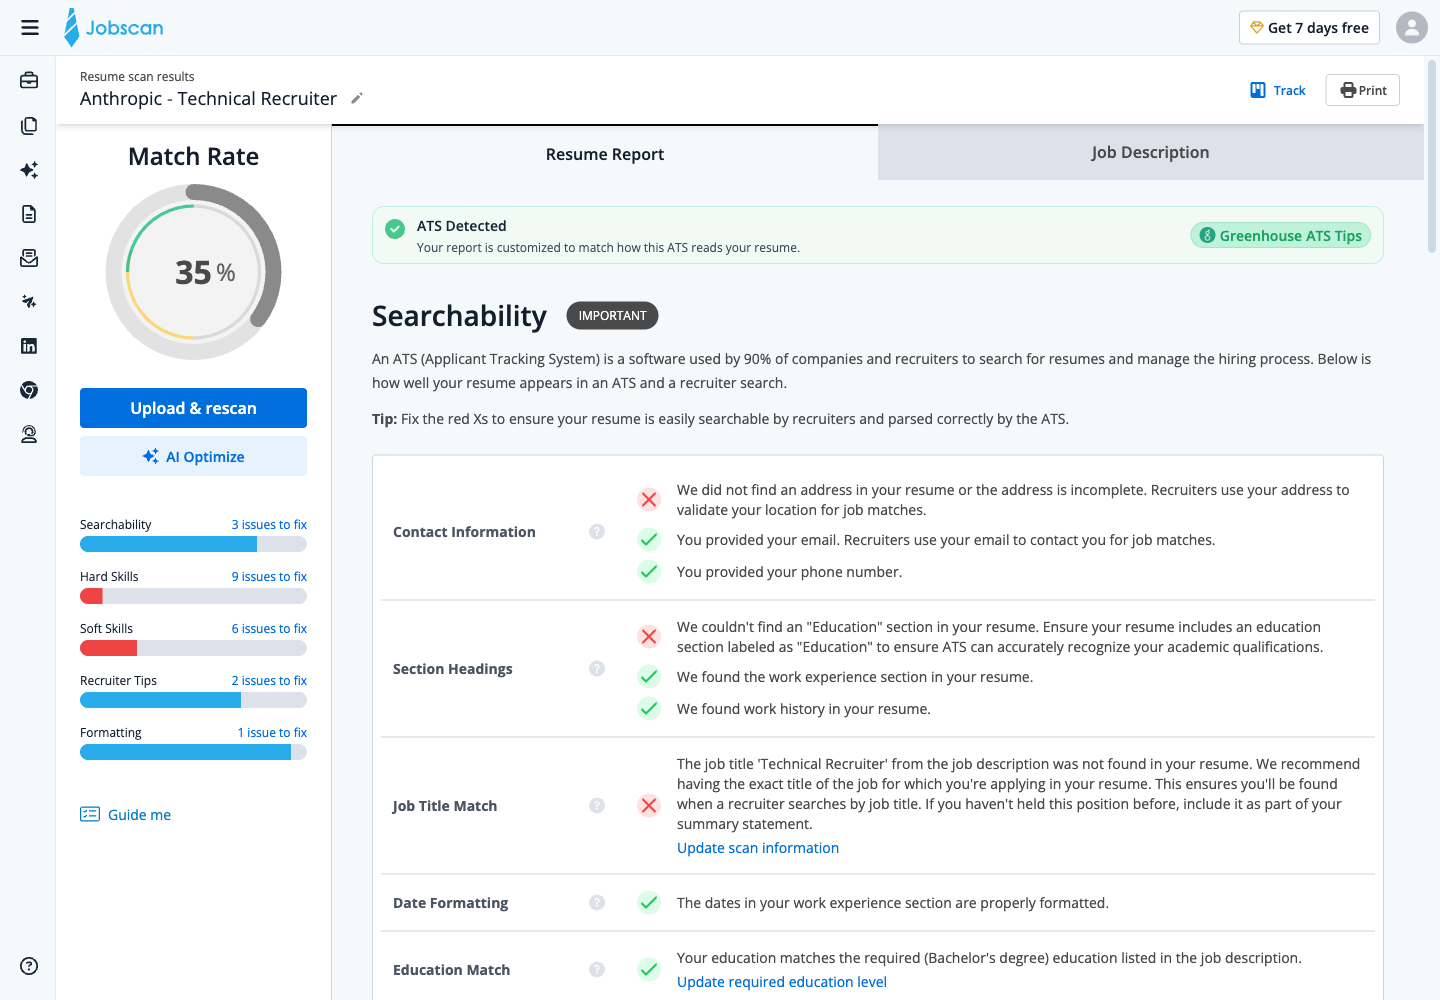 Jobscan
Get 7 days free
Resume scan results
Anthropic - Technical Recruiter
Track
Print
Match Rate
35 %
Upload & rescan
AI Optimize
Searchability
3 issues to fix
Hard Skills
9 issues to fix
Soft Skills
6 issues to fix
Recruiter Tips
2 issues to fix
Formatting
1 issue to fix
Guide me
Resume Report
Job Description
ATS Detected
Your report is customized to match how this ATS reads your resume.
Greenhouse ATS Tips
Searchability
IMPORTANT
An ATS (Applicant Tracking System) is a software used by 90% of companies and recruiters to search for resumes and manage the hiring process. Below is
how well your resume appears in an ATS and a recruiter search.
Tip: Fix the red Xs to ensure your resume is easily searchable by recruiters and parsed correctly by the ATS.
Contact Information
We did not find an address in your resume or the address is incomplete. Recruiters use your address to
validate your location for job matches.
You provided your email. Recruiters use your email to contact you for job matches.
You provided your phone number.
Section Headings
We couldn't find an "Education" section in your resume. Ensure your resume includes an education
section labeled as "Education" to ensure ATS can accurately recognize your academic qualifications.
We found the work experience section in your resume.
We found work history in your resume.
Job Title Match
The job title 'Technical Recruiter' from the job description was not found in your resume. We recommend
having the exact title of the job for which you're applying in your resume. This ensures you'll be found
when a recruiter searches by job title. If you haven't held this position before, include it as part of your
summary statement.
Update scan information
Date Formatting
The dates in your work experience section are properly formatted.
Education Match
Your education matches the required (Bachelor's degree) education listed in the job description.
Update required education level